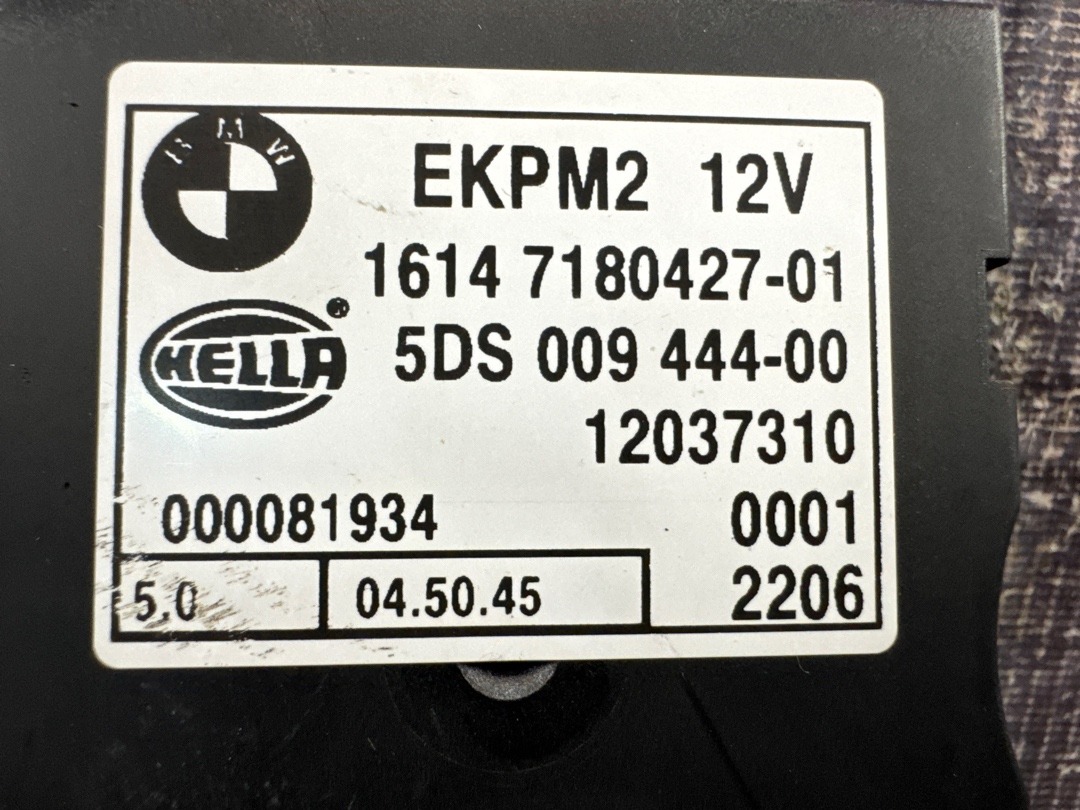 BMW
EKPM2 12V
1614 7180427-01
HELLA®
5DS 009 444-00
12037310
000081934
0001
5.0
04.50.45
2206